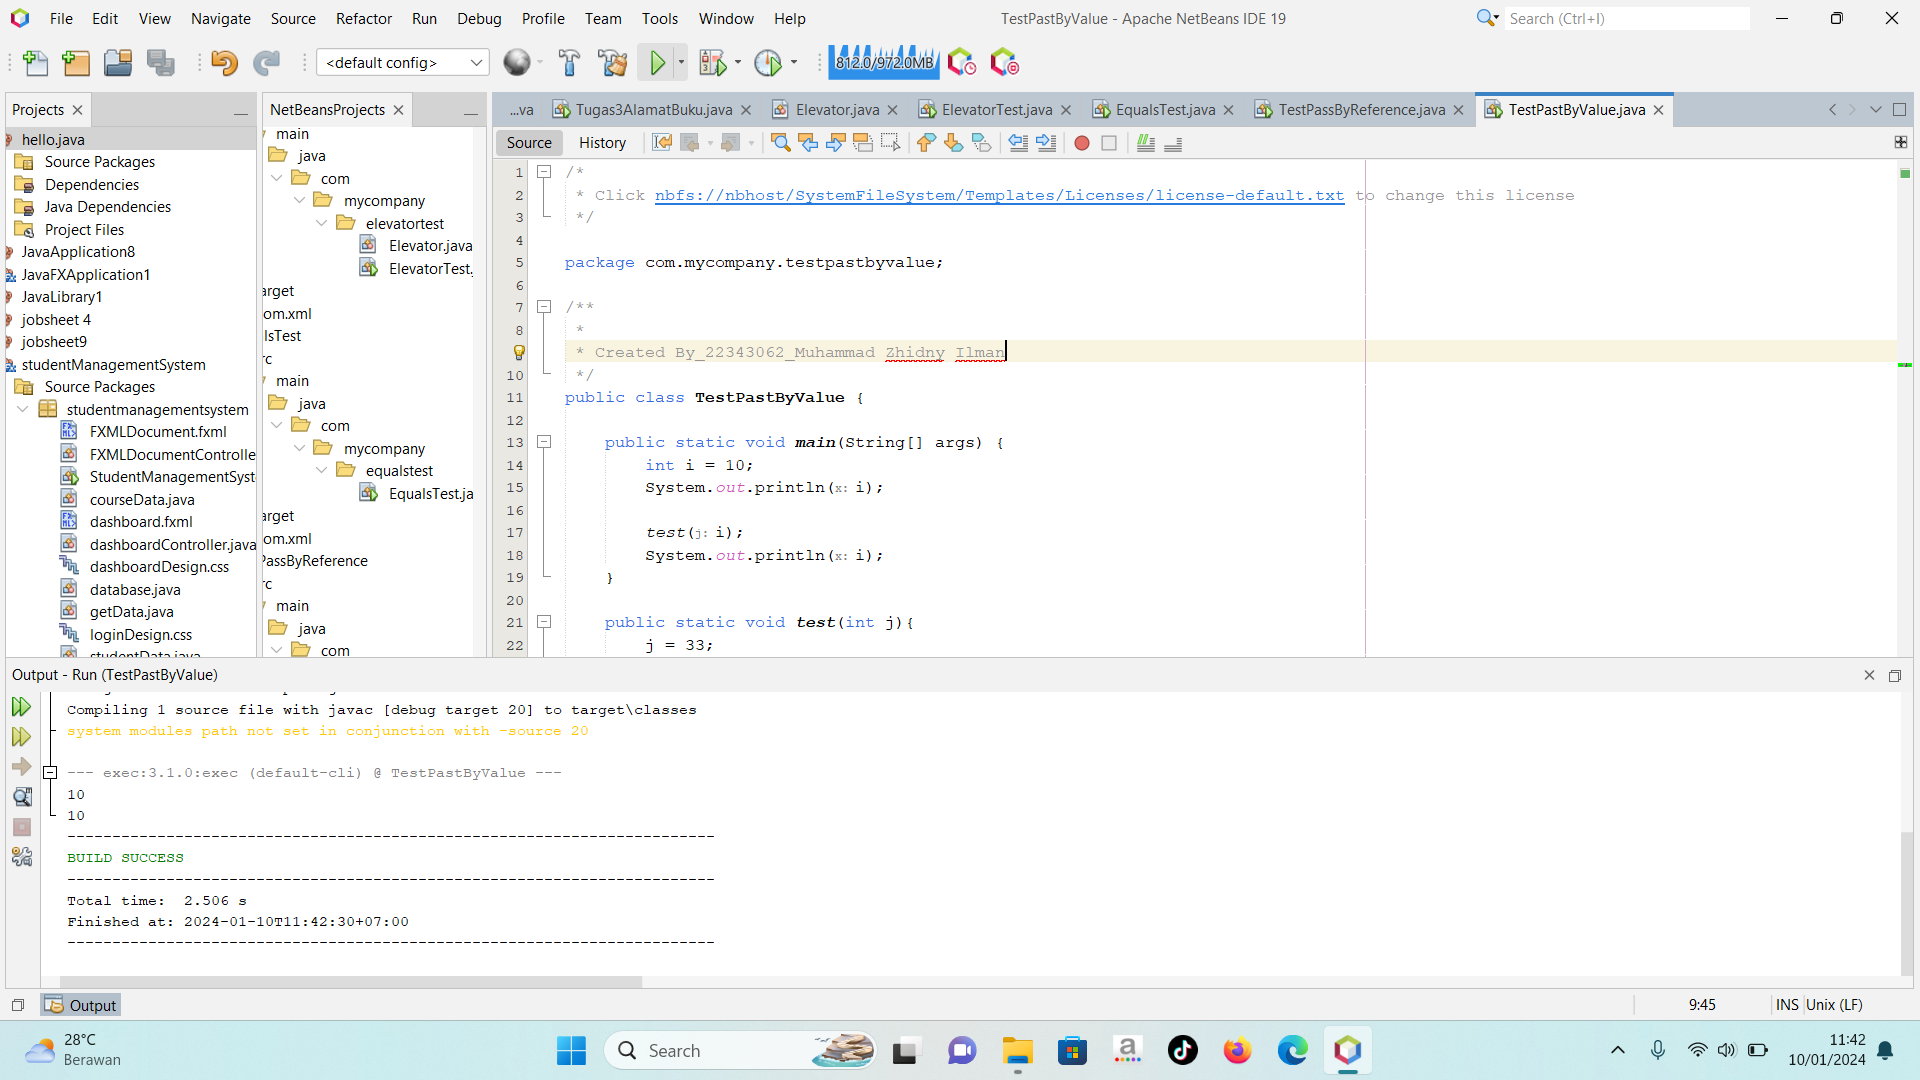 File Edit View Navigate Source Refactor Run Debug Profile Team Tools Window Help
TestPastByValue - Apache NetBeans IDE 19
Search (Ctrl+I)
<default config>
812.0/972.0MB
Projects
hello.java
Source Packages
Dependencies
Java Dependencies
Project Files
JavaApplication8
JavaFXApplication1
JavaLibrary1
jobsheet 4
jobsheet9
studentManagementSystem
Source Packages
studentmanagementsystem
FXMLDocument.fxml
FXMLDocumentControlle
StudentManagementSyst
courseData.java
dashboard.fxml
dashboardController.java
dashboardDesign.css
database.java
getData.java
loginDesign.css
studentData.java
NetBeansProjects
main
java
com
mycompany
elevatortest
Elevator.java
ElevatorTest.
arget
om.xml
lsTest
rc
main
java
com
mycompany
equalstest
EqualsTest.ja
arget
om.xml
PassByReference
rc
main
java
com
...va Tugas3AlamatBuku.java Elevator.java ElevatorTest.java EqualsTest.java TestPassByReference.java TestPastByValue.java
Source History
1 /*
2 * Click nbfs://nbhost/SystemFileSystem/Templates/Licenses/license-default.txt to change this license
3 */
4
5 package com.mycompany.testpastbyvalue;
6
7 /**
8 *
* Created By_22343062_Muhammad Zhidny Ilman
10 */
11 public class TestPastByValue {
12
13 public static void main(String[] args) {
14 int i = 10;
15 System.out.println(x: i);
16
17 test(j: i);
18 System.out.println(x: i);
19 }
20
21 public static void test(int j){
22 j = 33;
Output - Run (TestPastByValue)
Compiling 1 source file with javac [debug target 20] to target\classes
system modules path not set in conjunction with -source 20
--- exec:3.1.0:exec (default-cli) @ TestPastByValue ---
10
10
------------------------------------------------------------------------
BUILD SUCCESS
------------------------------------------------------------------------
Total time: 2.506 s
Finished at: 2024-01-10T11:42:30+07:00
------------------------------------------------------------------------
Output
9:45 INS Unix (LF)
28°C
Berawan
Search
11:42
10/01/2024